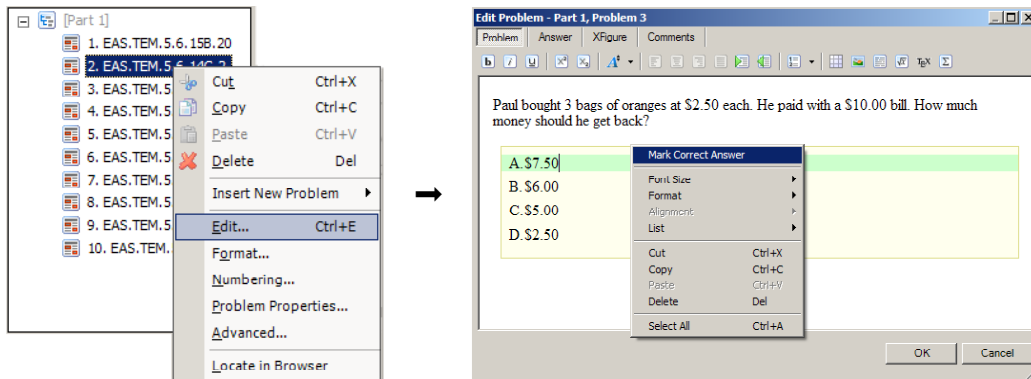 [Part 1]
1. EAS.TEM.5.6.15B.20
2. EAS.TEM.5.6.14C.2
3. EAS.TEM.5
4. EAS.TEM.5
5. EAS.TEM.5
6. EAS.TEM.5
7. EAS.TEM.5
8. EAS.TEM.5
9. EAS.TEM.5
10. EAS.TEM.
Cut Ctrl+X
Copy Ctrl+C
Paste Ctrl+V
Delete Del
Insert New Problem
Edit... Ctrl+E
Format...
Numbering...
Problem Properties...
Advanced...
Locate in Browser
Edit Problem - Part 1, Problem 3
Problem Answer XFigure Comments
b i U x² x₂ A TEX Σ
Paul bought 3 bags of oranges at $2.50 each. He paid with a $10.00 bill. How much
money should he get back?
A. $7.50
B. $6.00
C. $5.00
D. $2.50
Mark Correct Answer
Font Size
Format
Alignment
List
Cut Ctrl+X
Copy Ctrl+C
Paste Ctrl+V
Delete Del
Select All Ctrl+A
OK Cancel